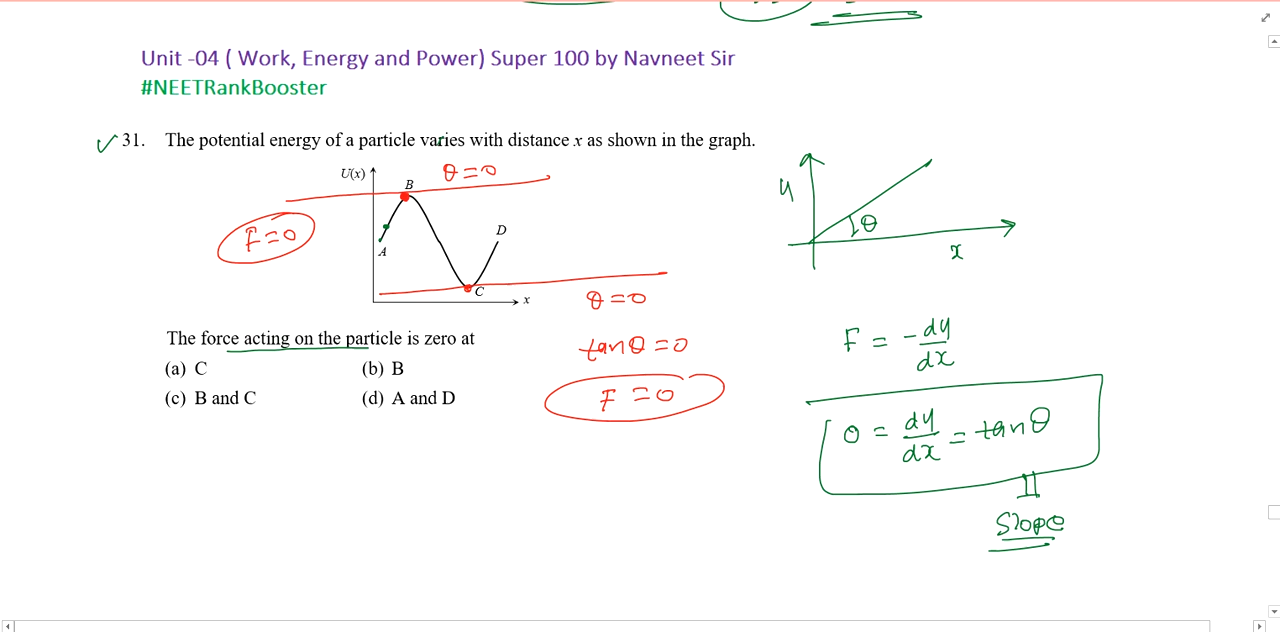 Unit -04 ( Work, Energy and Power) Super 100 by Navneet Sir
#NEETRankBooster
31. The potential energy of a particle varies with distance x as shown in the graph.
U(x)
B
θ=0
F=0
A
D
C
x
θ=0
The force acting on the particle is zero at
tanθ=0
(a) C (b) B
(c) B and C (d) A and D
F=0
y
θ
x
F = -dy/dx
0 = dy/dx = tanθ
Slope